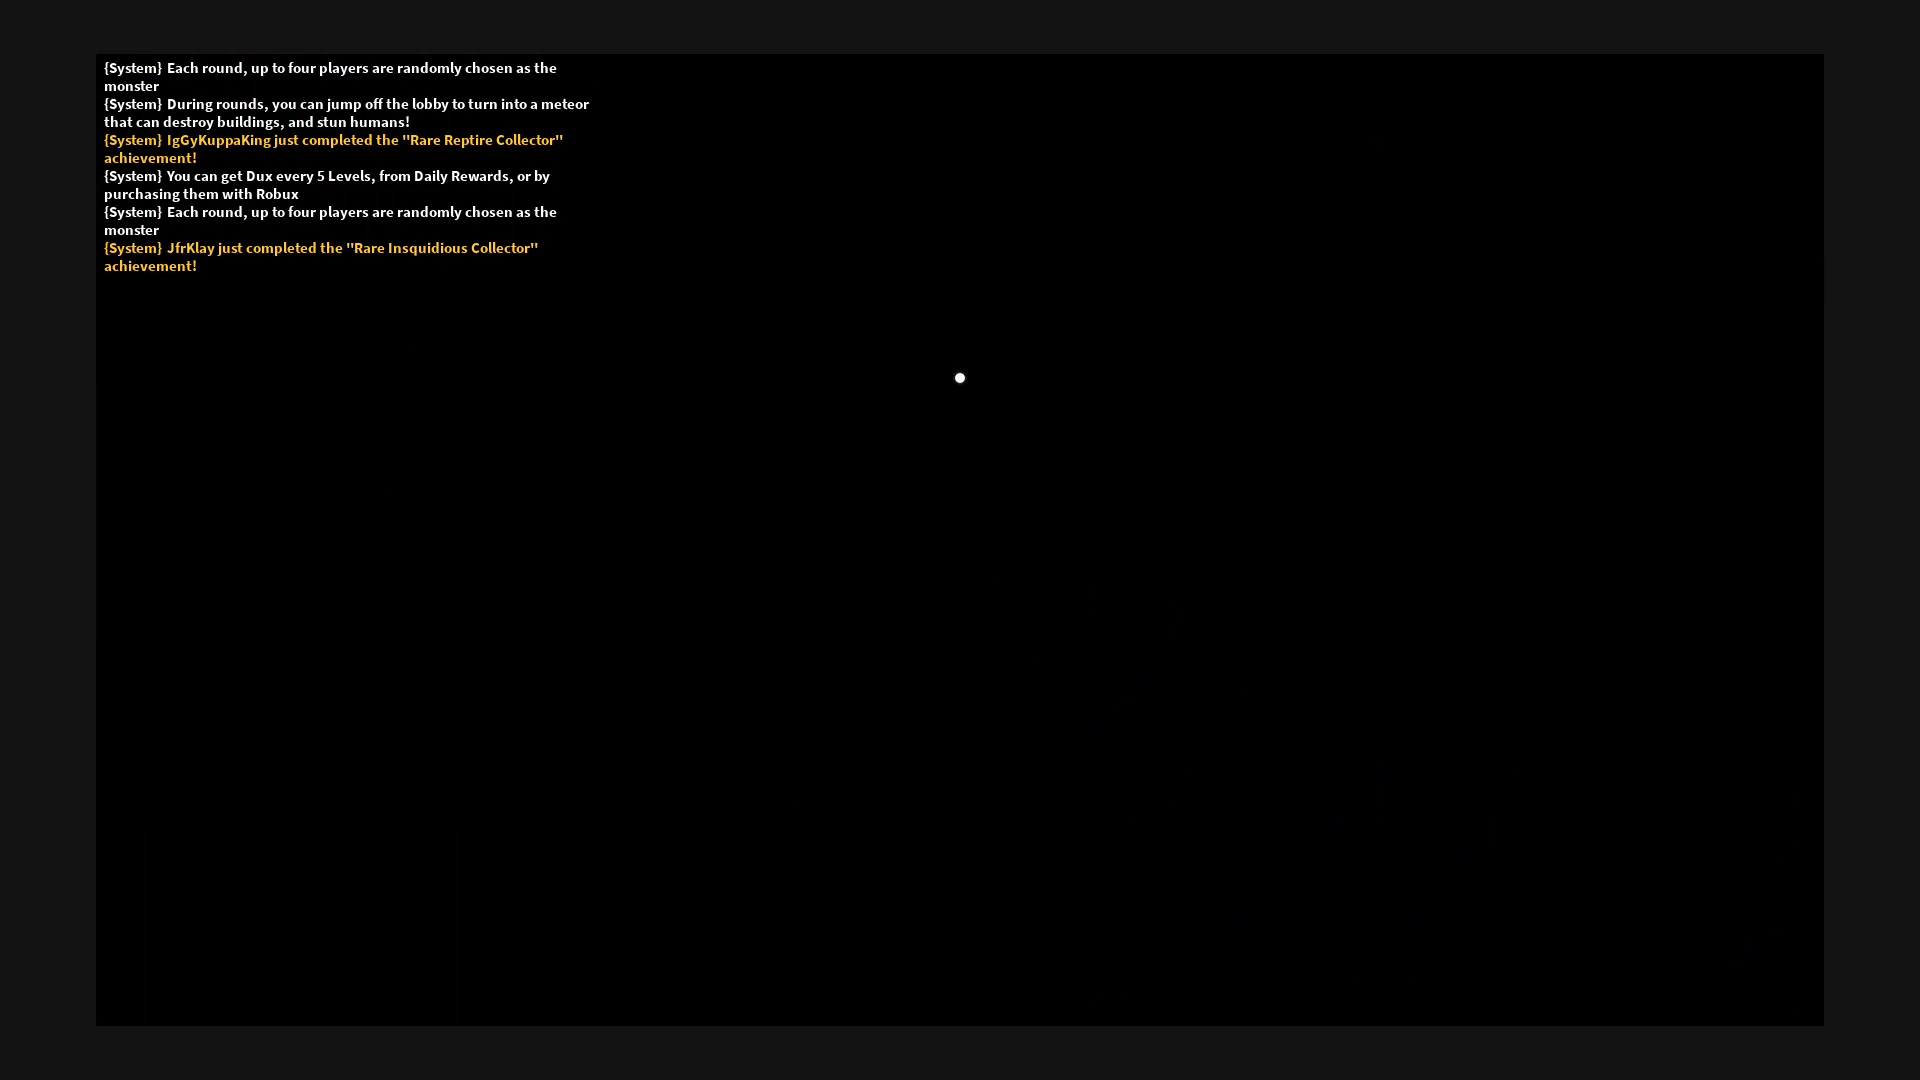 {System} Each round, up to four players are randomly chosen as the
monster
{System} During rounds, you can jump off the lobby to turn into a meteor
that can destroy buildings, and stun humans!
{System} IgGyKuppaKing just completed the "Rare Reptire Collector"
achievement!
{System} You can get Dux every 5 Levels, from Daily Rewards, or by
purchasing them with Robux
{System} Each round, up to four players are randomly chosen as the
monster
{System} JfrKlay just completed the "Rare Insquidious Collector"
achievement!